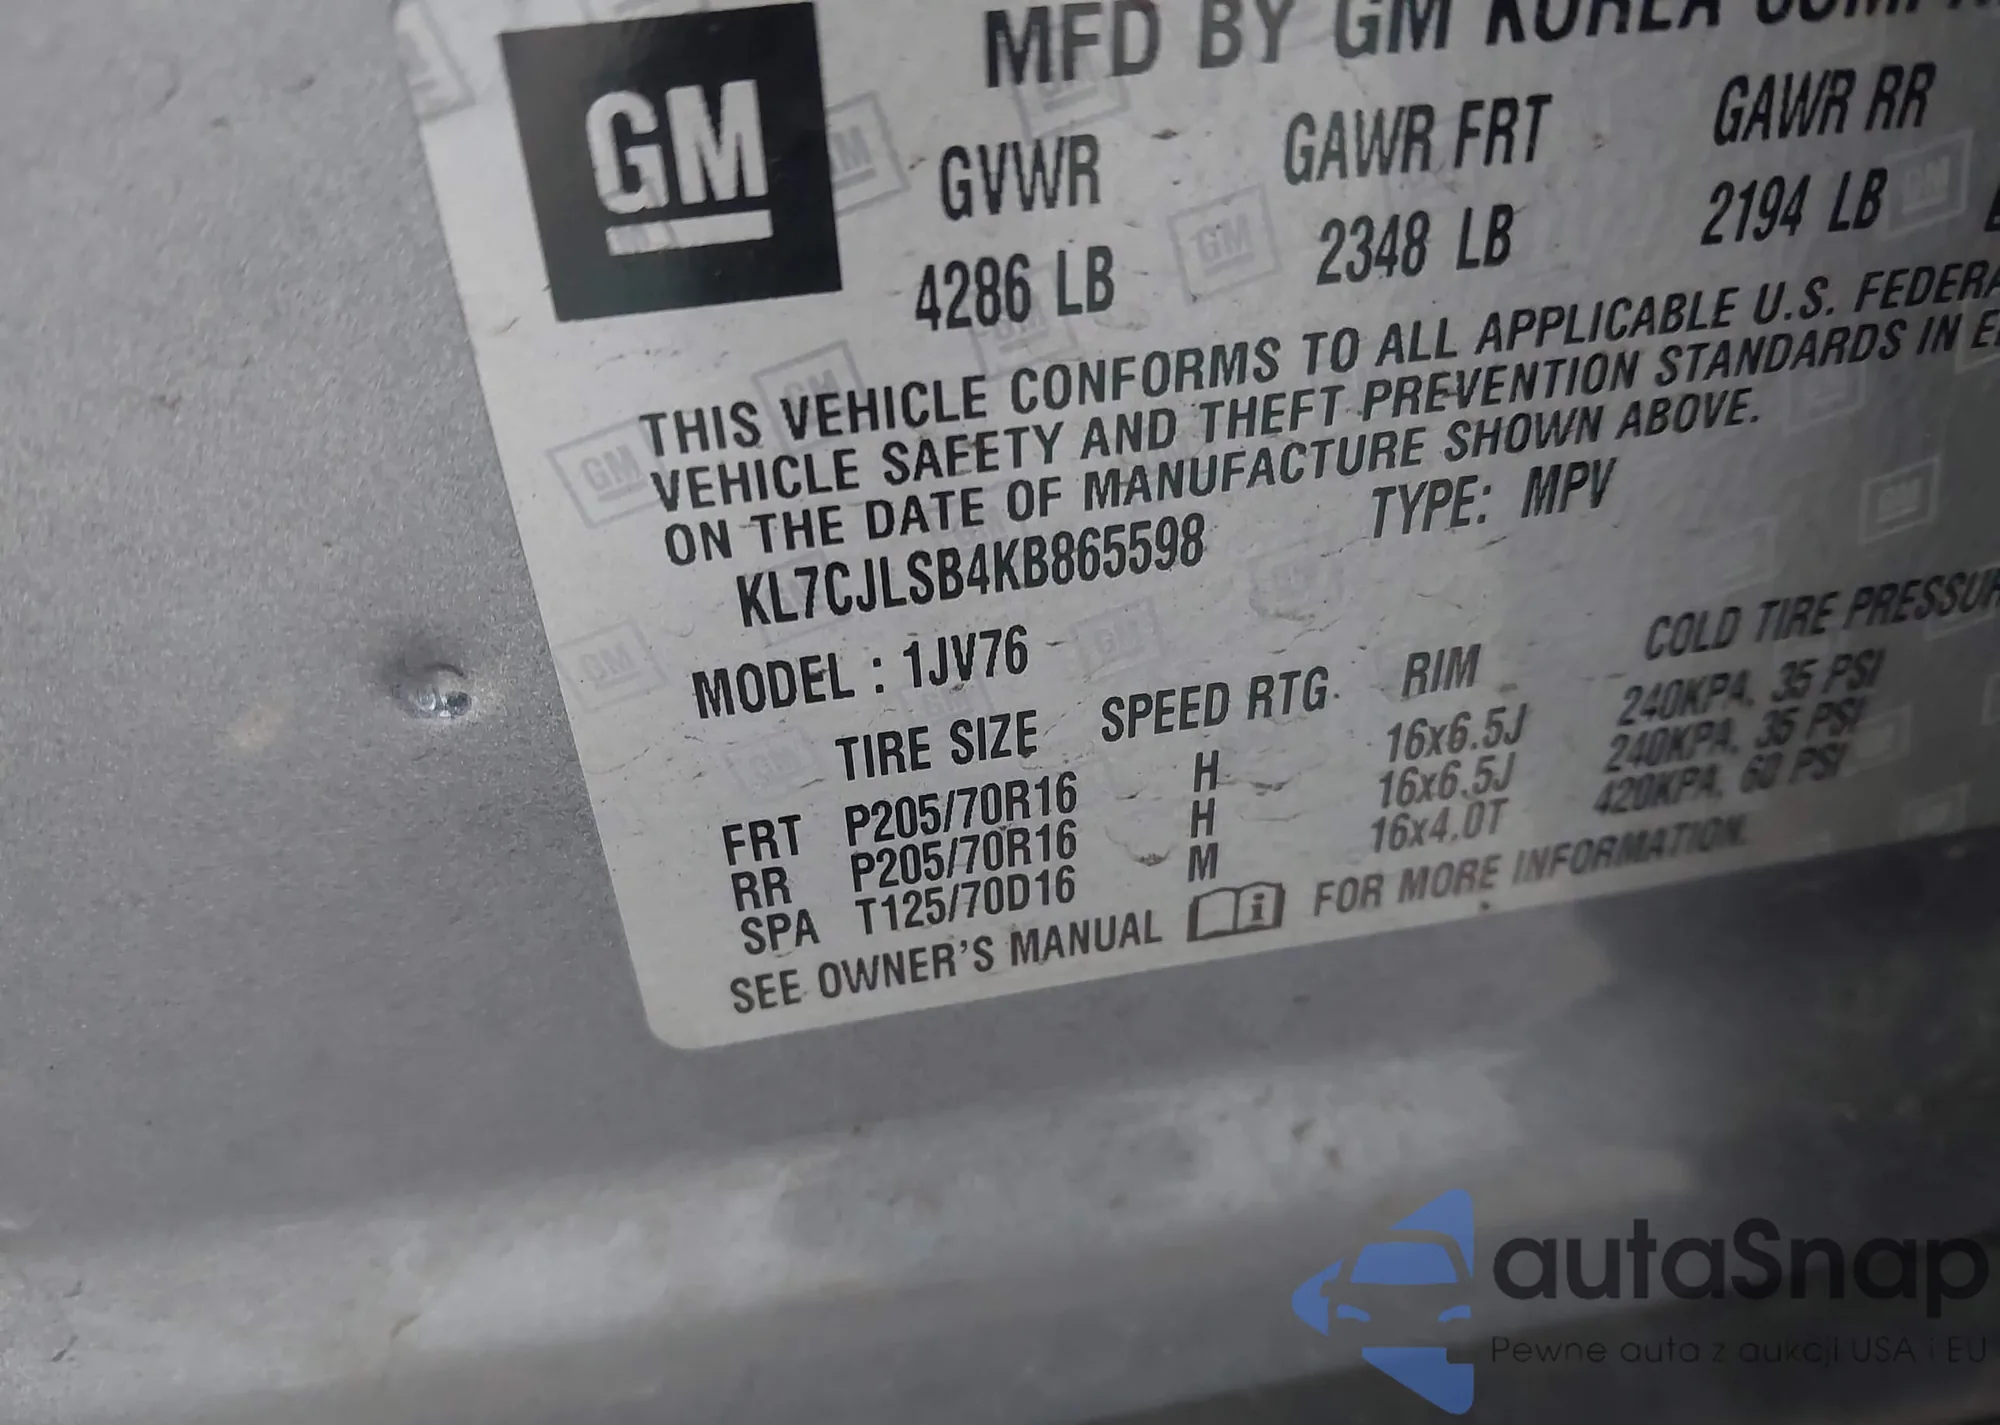 GM
MFD BY GM KOREA COMPA
GVWR GAWR FRT GAWR RR
4286 LB 2348 LB 2194 LB
THIS VEHICLE CONFORMS TO ALL APPLICABLE U.S. FEDERA
VEHICLE SAFETY AND THEFT PREVENTION STANDARDS IN E
ON THE DATE OF MANUFACTURE SHOWN ABOVE.
KL7CJLSB4KB865598 TYPE: MPV
MODEL : 1JV76
TIRE SIZE SPEED RTG. RIM COLD TIRE PRESSUR
FRT P205/70R16 H 16x6.5J 240KPA, 35 PSI
RR P205/70R16 H 16x6.5J 240KPA, 35 PSI
SPA T125/70D16 M 16x4.0T 420KPA, 60 PSI
SEE OWNER'S MANUAL FOR MORE INFORMATION.
autaSnap
Pewne auta z aukcji USA i EU